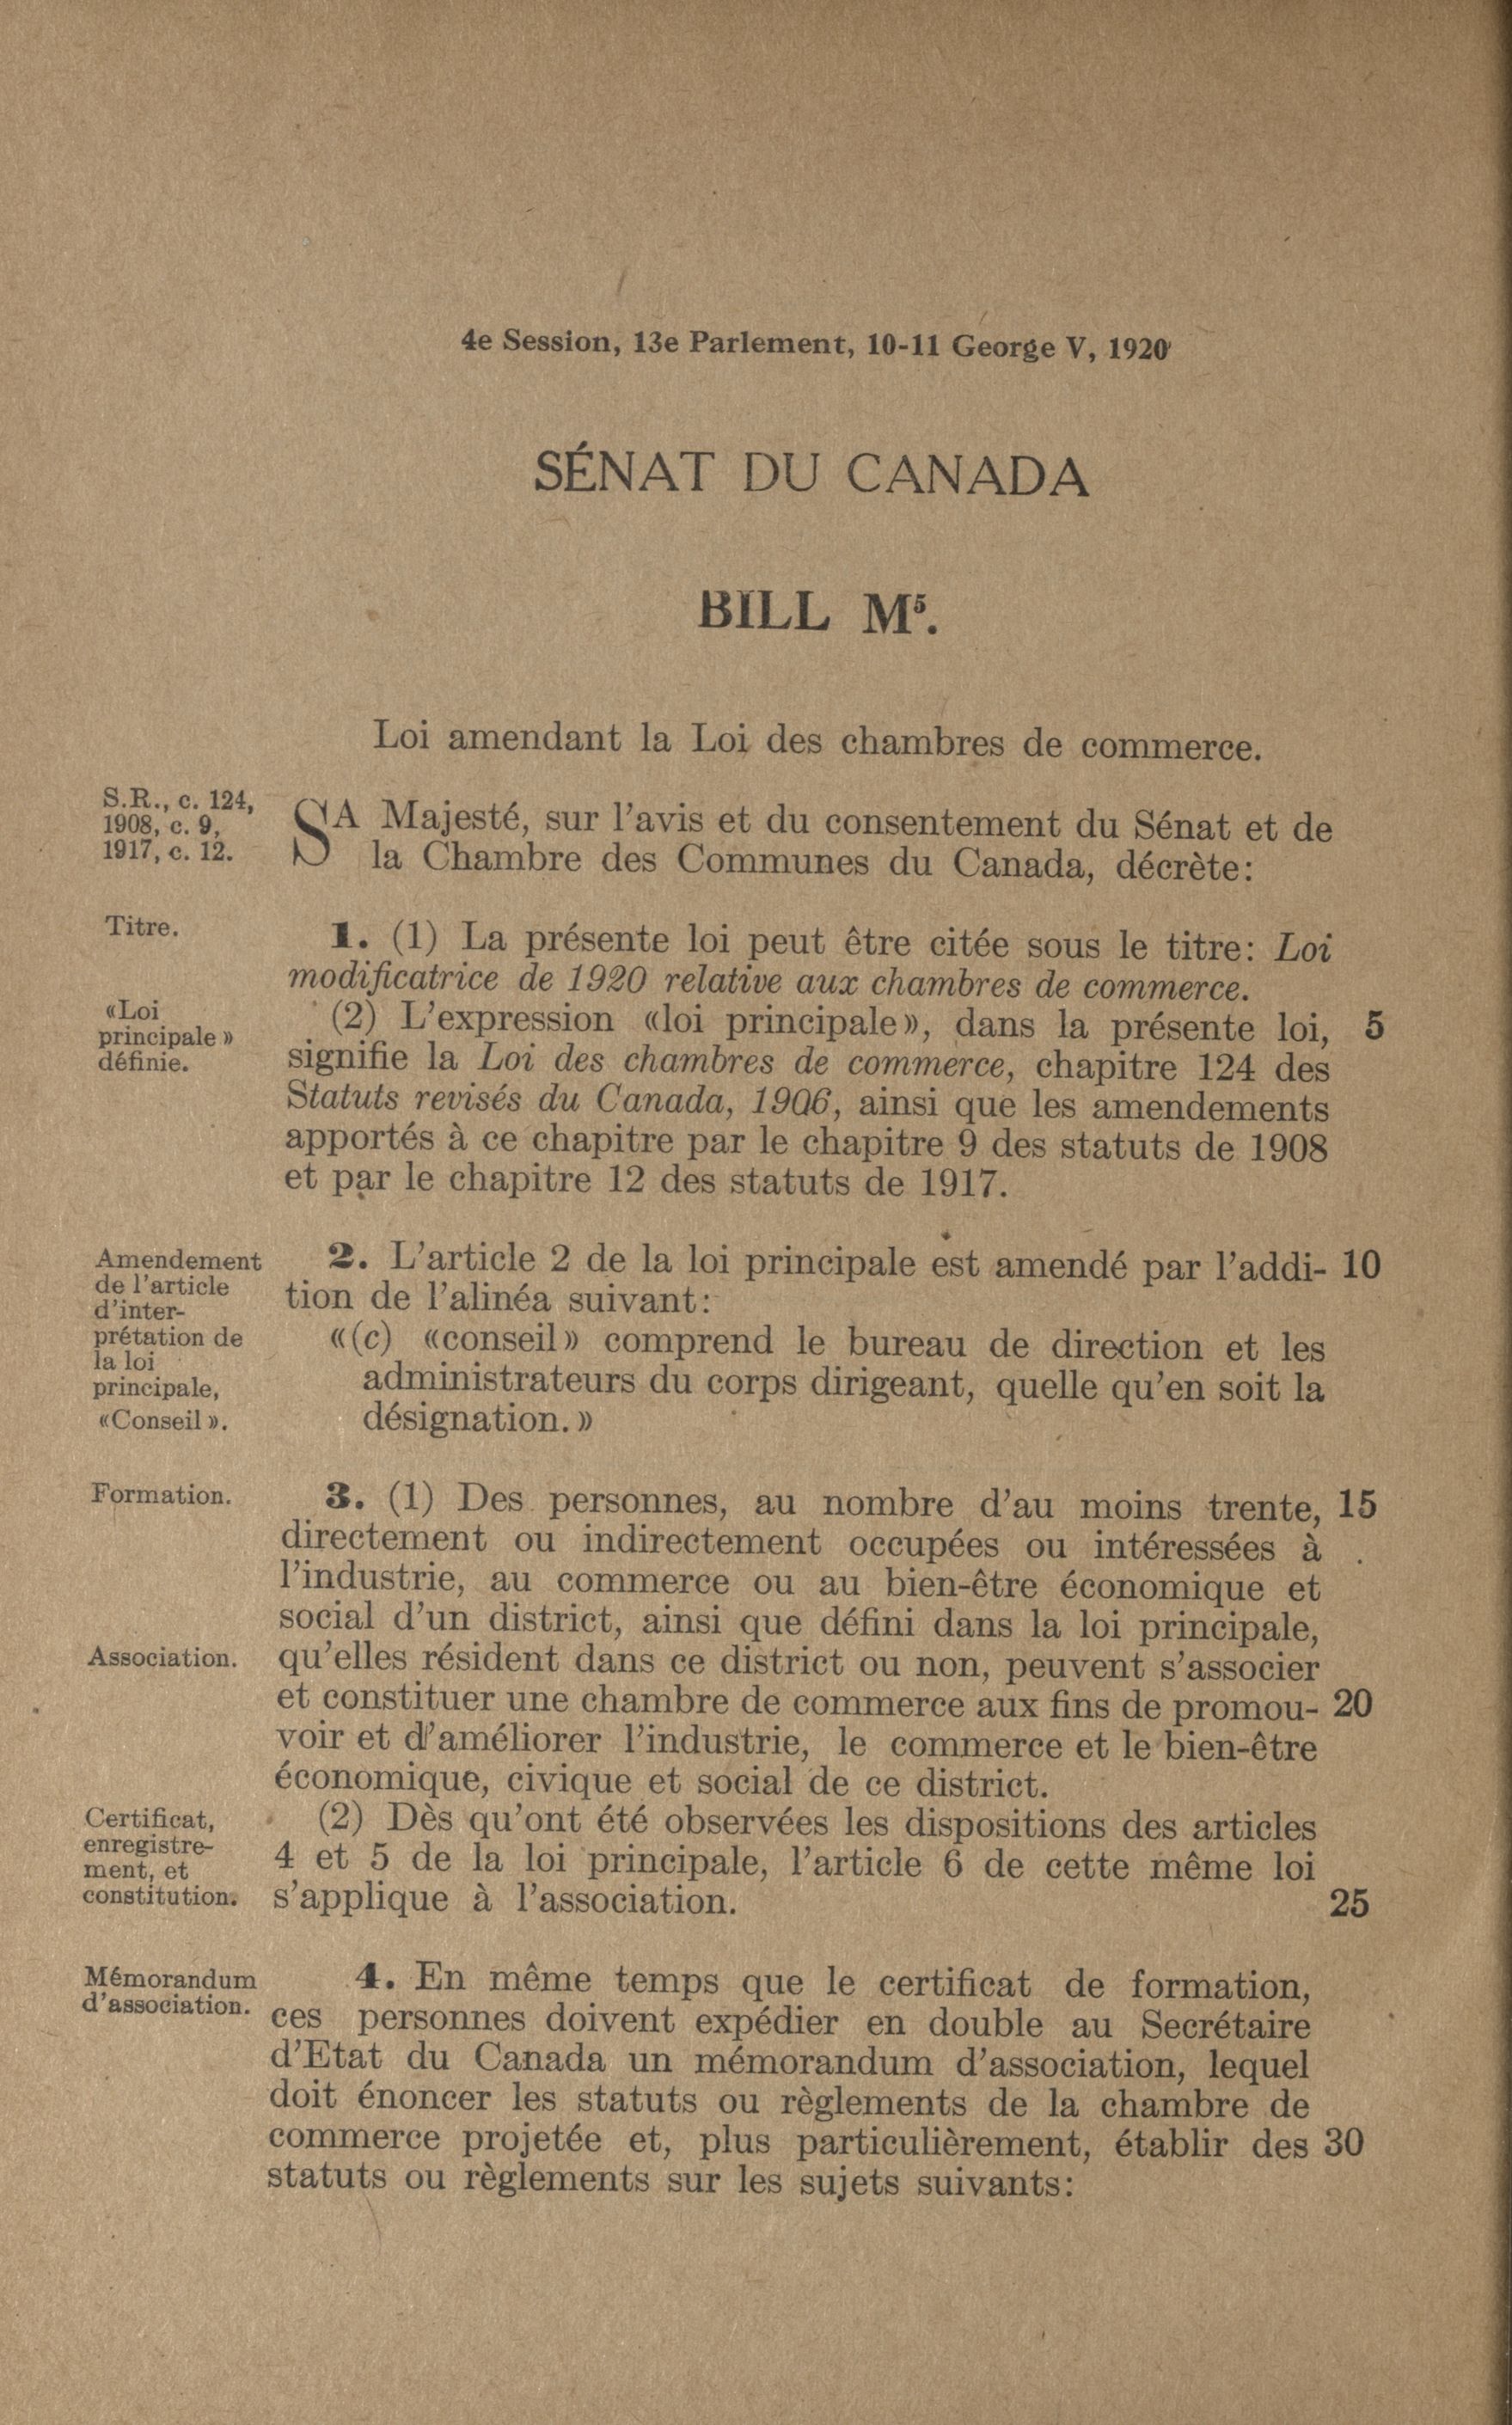 4e Session, 13e Parlement, 10-11 George V, 1920
SÉNAT DU CANADA
BILL M⁵.
Loi amendant la Loi des chambres de commerce.
S.R., c. 124,
1908, c. 9,
1917, c. 12.
SA Majesté, sur l'avis et du consentement du Sénat et de
la Chambre des Communes du Canada, décrète:
Titre.
1. (1) La présente loi peut être citée sous le titre: Loi
modificatrice de 1920 relative aux chambres de commerce.
«Loi
principale»
définie.
(2) L'expression «loi principale», dans la présente loi, 5
signifie la Loi des chambres de commerce, chapitre 124 des
Statuts revisés du Canada, 1906, ainsi que les amendements
apportés à ce chapitre par le chapitre 9 des statuts de 1908
et par le chapitre 12 des statuts de 1917.
Amendement
de l'article
d'inter-
prétation de
la loi
principale,
«Conseil».
2. L'article 2 de la loi principale est amendé par l'addi- 10
tion de l'alinéa suivant:
«(c) «conseil» comprend le bureau de direction et les
administrateurs du corps dirigeant, quelle qu'en soit la
désignation.»
Formation.
3. (1) Des personnes, au nombre d'au moins trente, 15
directement ou indirectement occupées ou intéressées à
l'industrie, au commerce ou au bien-être économique et
social d'un district, ainsi que défini dans la loi principale,
Association.
qu'elles résident dans ce district ou non, peuvent s'associer
et constituer une chambre de commerce aux fins de promou- 20
voir et d'améliorer l'industrie, le commerce et le bien-être
économique, civique et social de ce district.
Certificat,
enregistre-
ment, et
constitution.
(2) Dès qu'ont été observées les dispositions des articles
4 et 5 de la loi principale, l'article 6 de cette même loi
s'applique à l'association. 25
Mémorandum
d'association.
4. En même temps que le certificat de formation,
ces personnes doivent expédier en double au Secrétaire
d'Etat du Canada un mémorandum d'association, lequel
doit énoncer les statuts ou règlements de la chambre de
commerce projetée et, plus particulièrement, établir des 30
statuts ou règlements sur les sujets suivants: